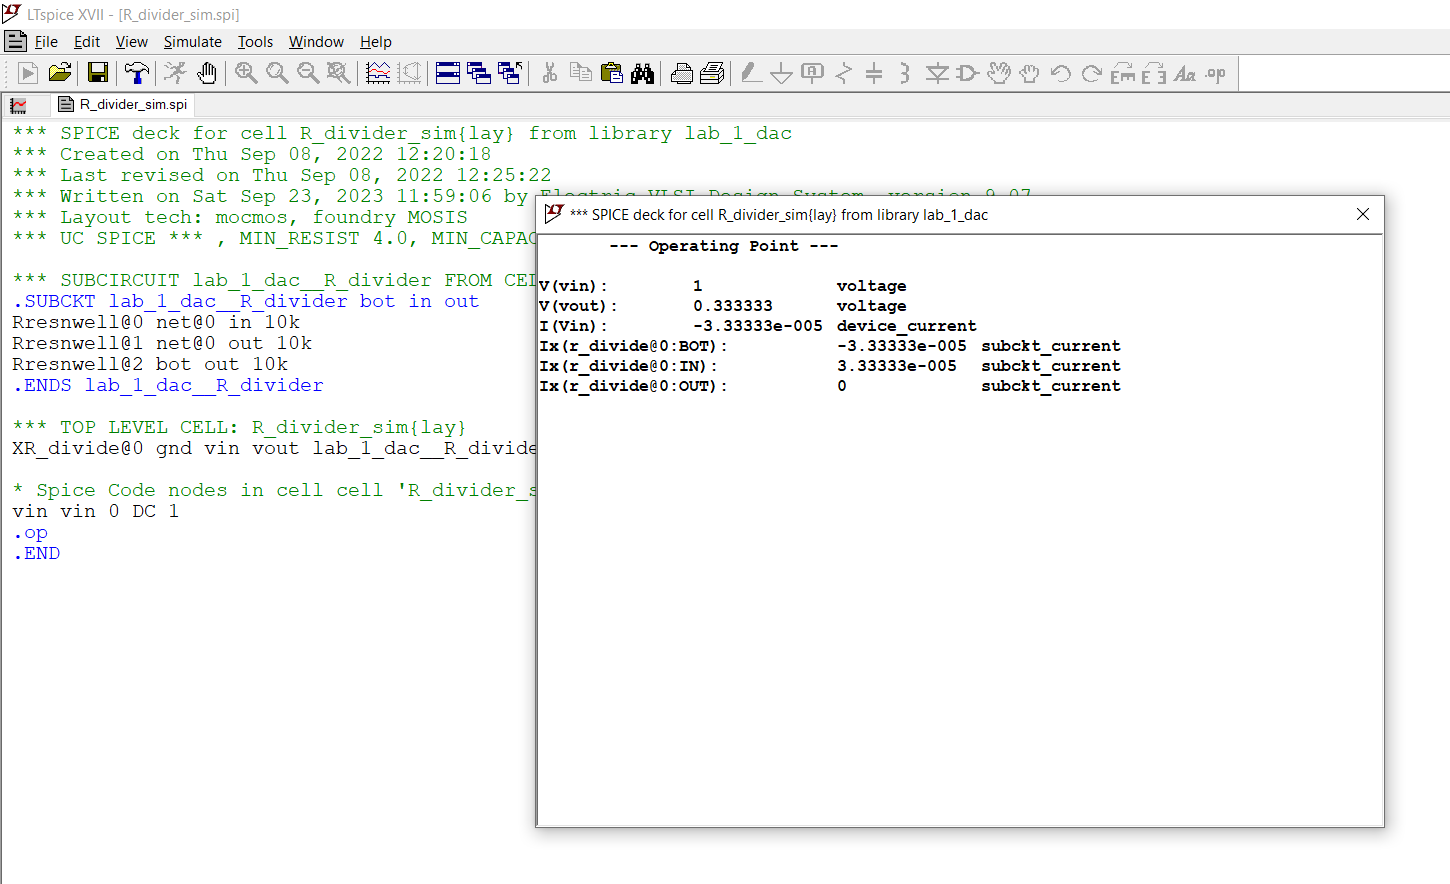 LTspice XVII - [R_divider_sim.spi]
File Edit View Simulate Tools Window Help
.op
R_divider_sim.spi
*** SPICE deck for cell R_divider_sim{lay} from library lab_1_dac
*** Created on Thu Sep 08, 2022 12:20:18
*** Last revised on Thu Sep 08, 2022 12:25:22
*** Written on Sat Sep 23, 2023 11:59:06 by Electric VLSI Design System, version 9.07
*** Layout tech: mocmos, foundry MOSIS
*** UC SPICE *** , MIN_RESIST 4.0, MIN_CAPAC
*** SUBCIRCUIT lab_1_dac__R_divider FROM CEL
.SUBCKT lab_1_dac__R_divider bot in out
Rresnwell@0 net@0 in 10k
Rresnwell@1 net@0 out 10k
Rresnwell@2 bot out 10k
.ENDS lab_1_dac__R_divider
*** TOP LEVEL CELL: R_divider_sim{lay}
XR_divide@0 gnd vin vout lab_1_dac__R_divide
* Spice Code nodes in cell cell 'R_divider_s
vin vin 0 DC 1
.op
.END
*** SPICE deck for cell R_divider_sim{lay} from library lab_1_dac
--- Operating Point ---
V(vin): 1 voltage
V(vout): 0.333333 voltage
I(Vin): -3.33333e-005 device_current
Ix(r_divide@0:BOT): -3.33333e-005 subckt_current
Ix(r_divide@0:IN): 3.33333e-005 subckt_current
Ix(r_divide@0:OUT): 0 subckt_current